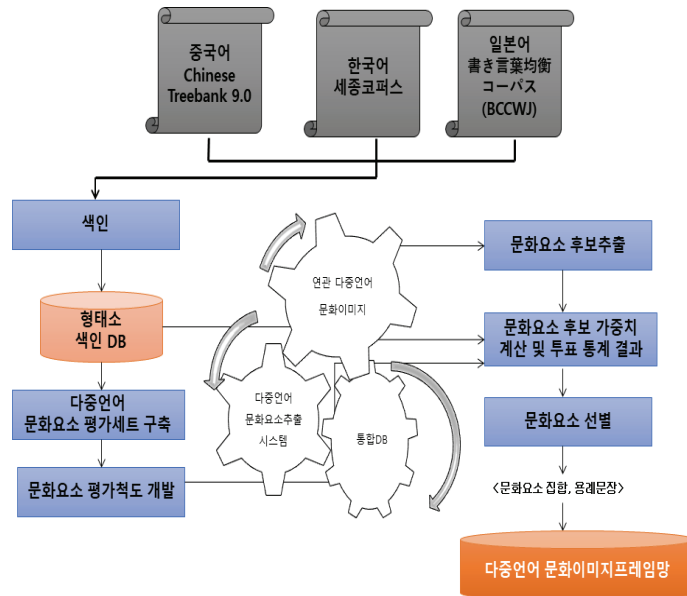 중국어
Chinese
Treebank 9.0
한국어
세종코퍼스
일본어
書き言葉均衡
コーパス
(BCCWJ)
색인
형태소
색인 DB
다중언어
문화요소 평가세트 구축
문화요소 평가척도 개발
연관 다중언어
문화이미지
다중언어
문화요소추출
시스템
통합DB
문화요소 후보추출
문화요소 후보 가중치
계산 및 투표 통계 결과
문화요소 선별
<문화요소 집합, 용례문장>
다중언어 문화이미지프레임망